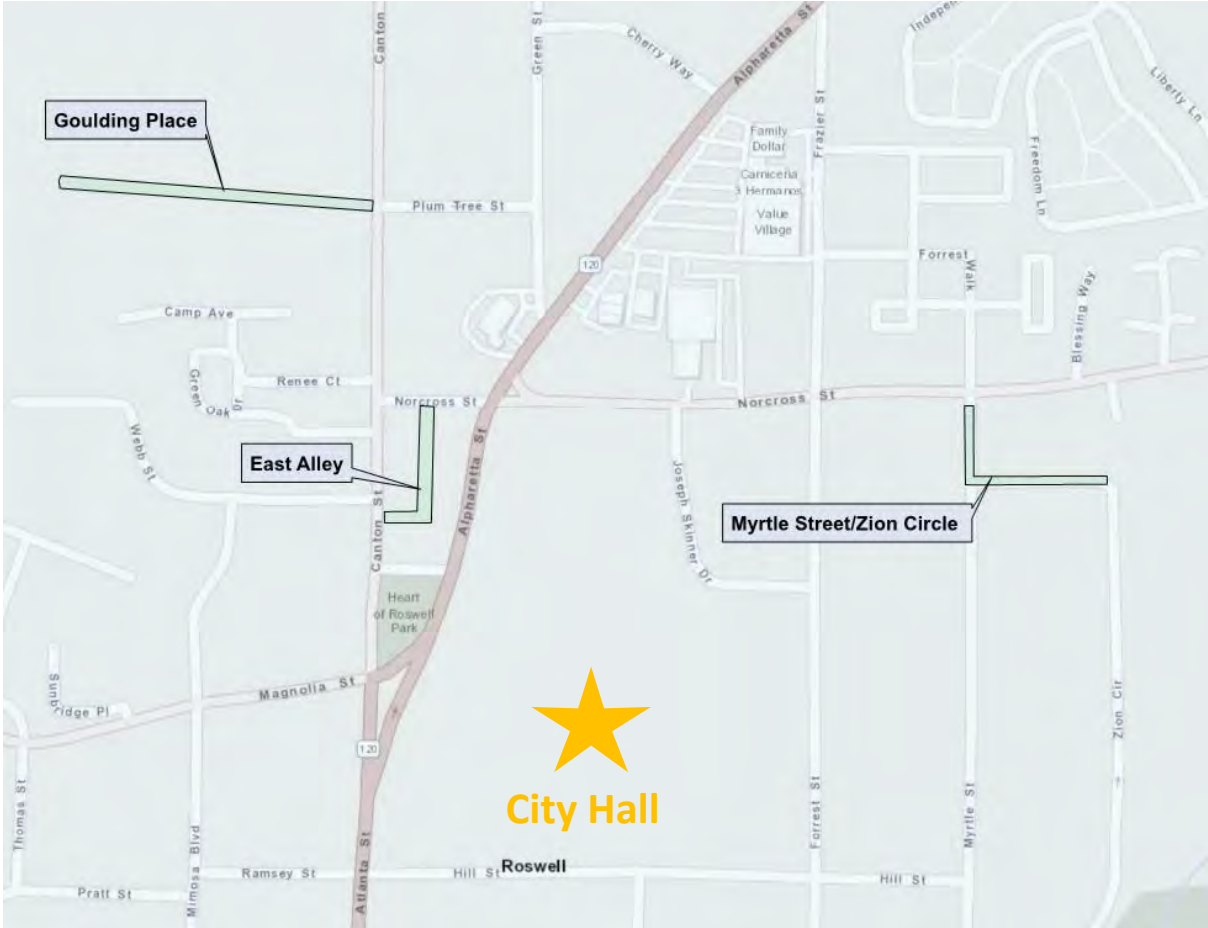 Canton
Green St
Cherry Way
Alpharetta St
Frazier St
Liberty Ln
Freedom Ln
Goulding Place
Family
Dollar
Carniceria
3 Hermanos
Value
Village
Plum Tree St
120
Forrest
Walk
Blessing Way
Camp Ave
Renee Ct
Green Oak Dr
Norcross St
Norcross St
Webb St
East Alley
Canton St
Alpharetta St
Joseph Skinner Dr
Myrtle Street/Zion Circle
Heart
of Roswell
Park
Magnolia St
idge Pl
120
City Hall
Zion Cir
Thomas St
Mimosa Blvd
Atlanta St
Forrest St
Myrtle St
Ramsey St
Hill St
Roswell
Hill St
Pratt St